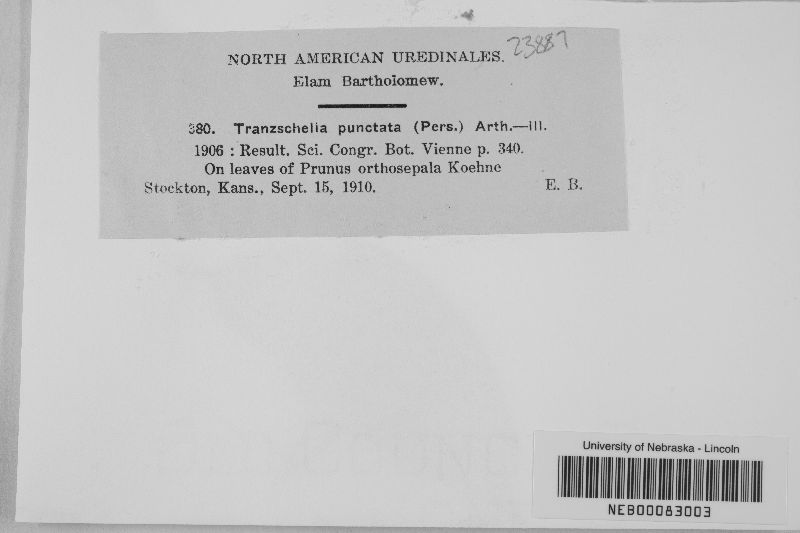 NORTH AMERICAN UREDINALES. 23887
Elam Bartholomew.
380. Tranzschelia punctata (Pers.) Arth.—III.
1906 : Result. Sci. Congr. Bot. Vienne p. 340.
On leaves of Prunus orthosepala Koehne
Stockton, Kans., Sept. 15, 1910. E. B.
University of Nebraska - Lincoln
NEB00083003